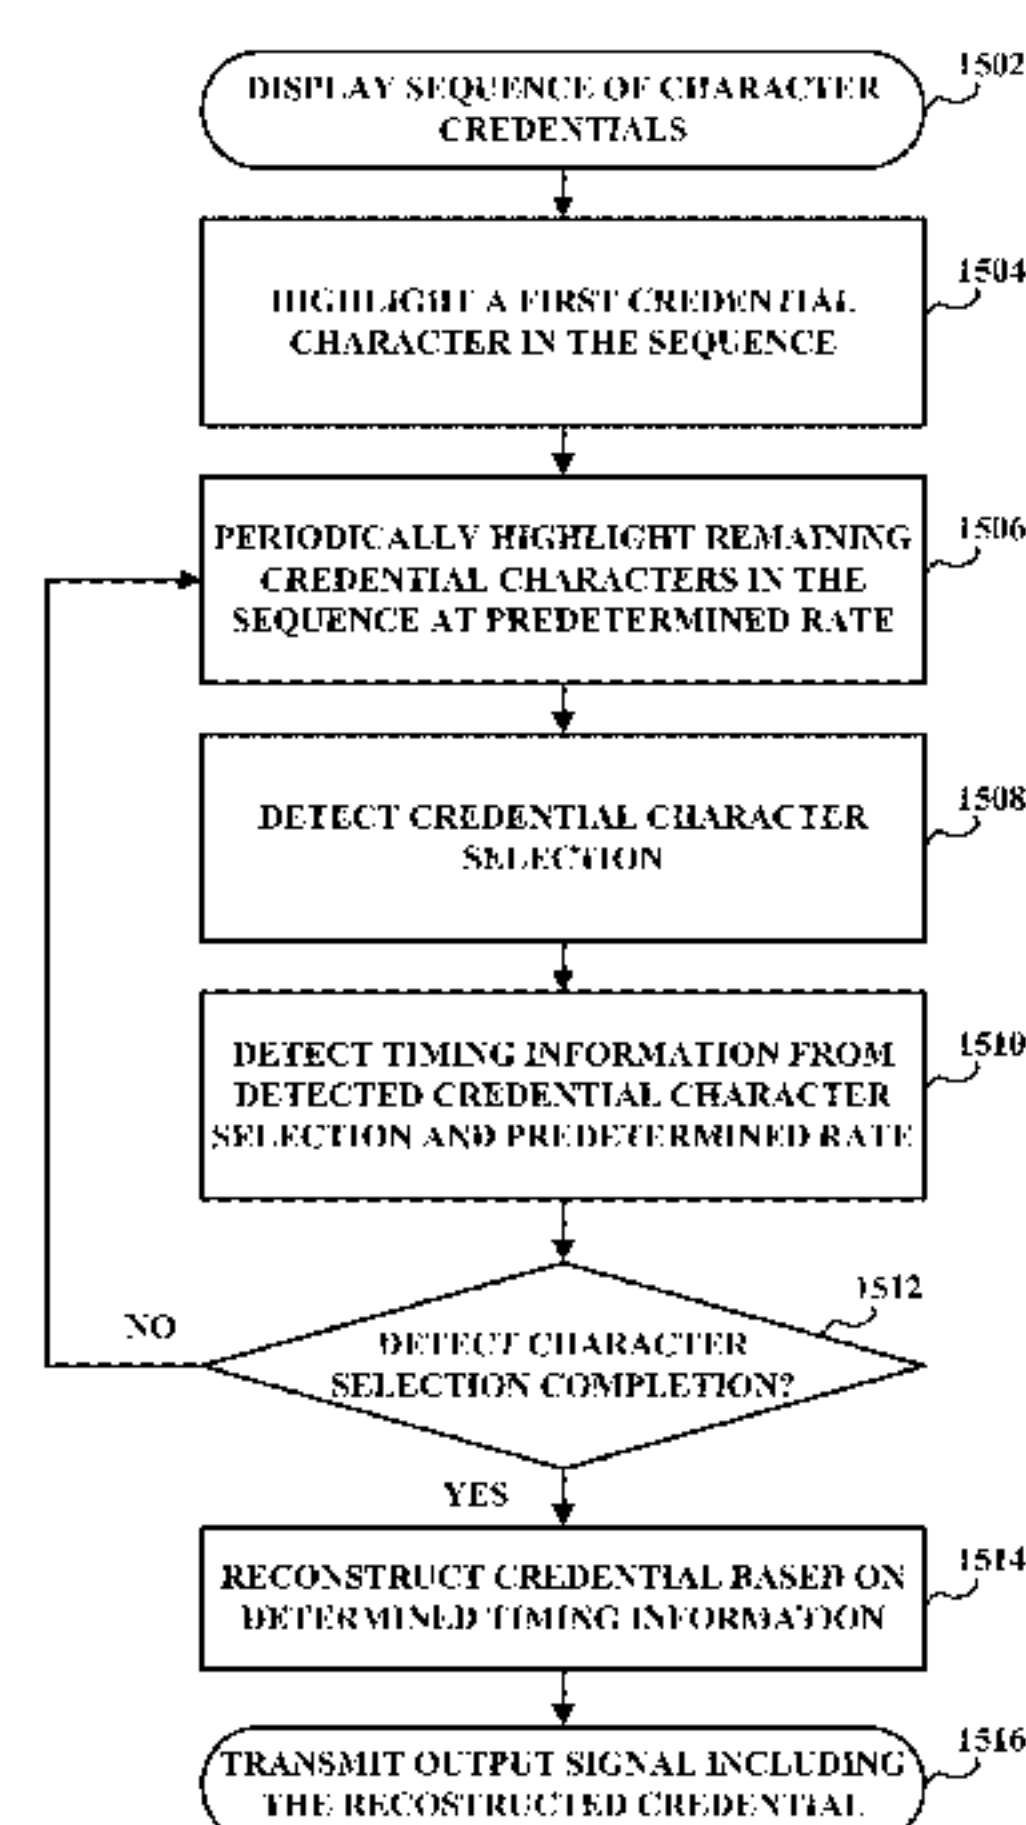 DISPLAY SEQUENCE OF CHARACTER
CREDENTIALS
1502
HIGHLIGHT A FIRST CREDENTIAL
CHARACTER IN THE SEQUENCE
1504
PERIODICALLY HIGHLIGHT REMAINING
CREDENTIAL CHARACTERS IN THE
SEQUENCE AT PREDETERMINED RATE
1506
DETECT CREDENTIAL CHARACTER
SELECTION
1508
DETECT TIMING INFORMATION FROM
DETECTED CREDENTIAL CHARACTER
SELECTION AND PREDETERMINED RATE
1510
DETECT CHARACTER
SELECTION COMPLETION?
1512
NO
YES
RECONSTRUCT CREDENTIAL BASED ON
DETERMINED TIMING INFORMATION
1514
TRANSMIT OUTPUT SIGNAL INCLUDING
THE RECOSTRUCTED CREDENTIAL
1516